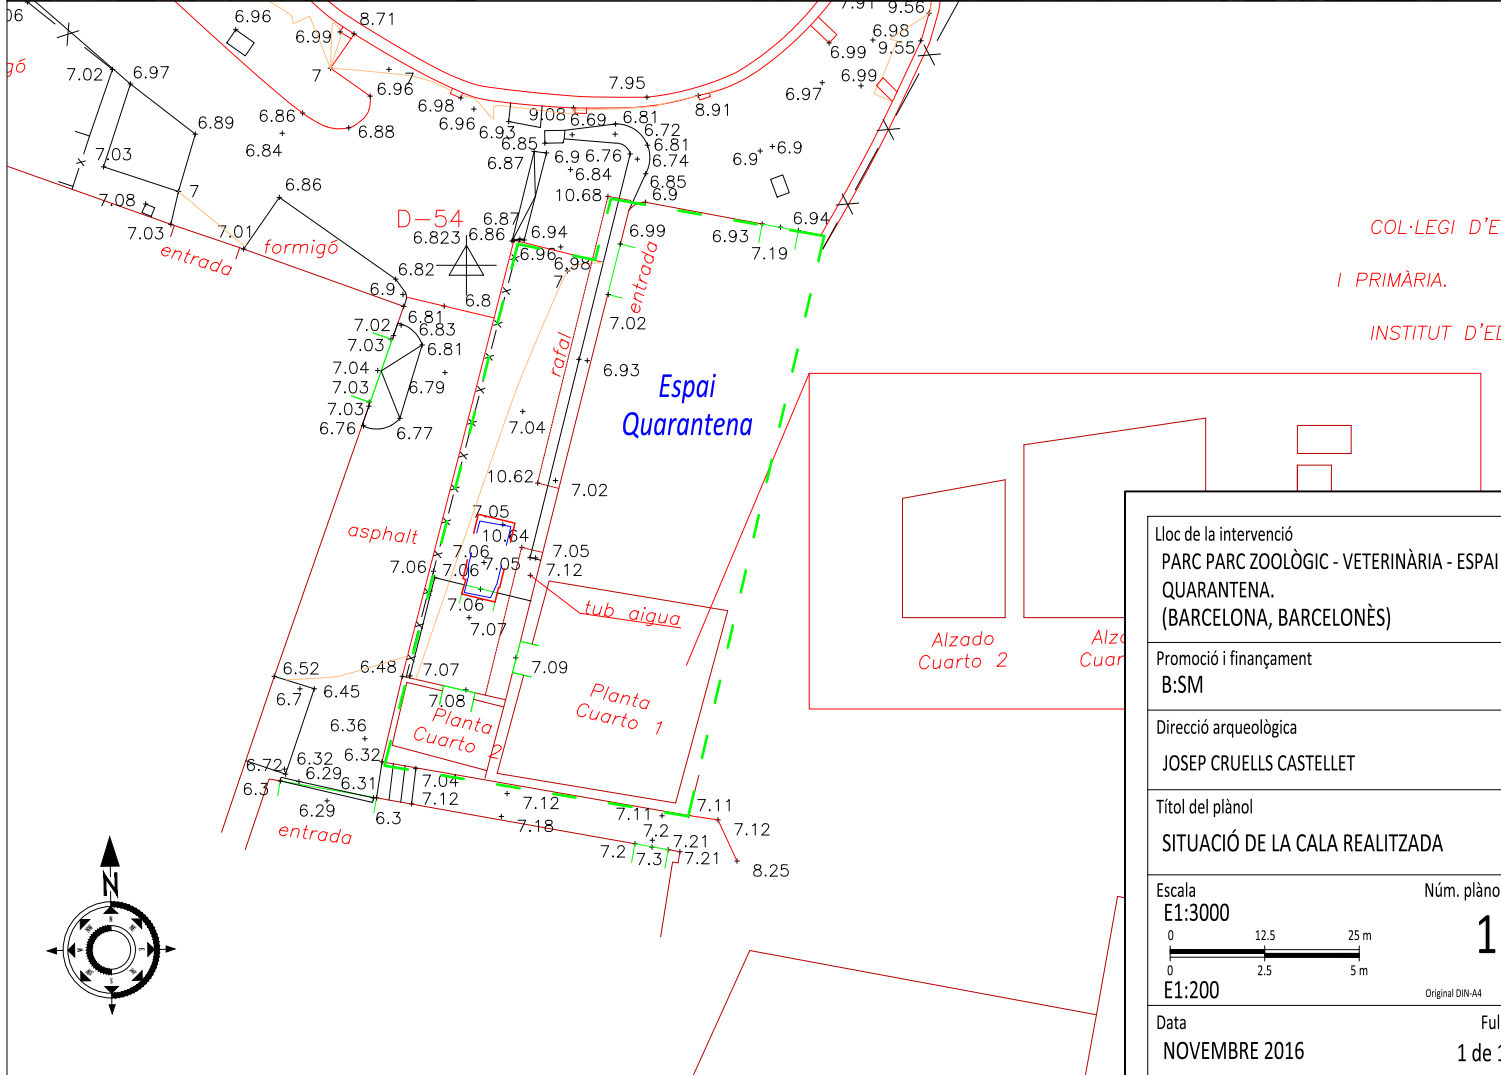 06
6.96
6.99
8.71
7.91
9.56
6.98
9.55
6.99
6.99
gó
7.02
6.97
7
7
6.96
7.95
6.97
6.98
6.96
8.91
6.86
6.88
6.84
6.89
6.93
9.08
6.69
6.81
6.72
6.81
6.85
6.87
6.9
6.76
6.74
6.84
6.85
6.9
6.9
6.9
7.03
7
7.08
7.03
7.01
6.86
10.68
D-54
6.87
6.823
6.86
6.94
6.96
6.98
7
6.99
6.93
6.94
7.19
entrada
formigó
entrada
COL·LEGI D'E
I PRIMÀRIA.
INSTITUT D'E
6.82
6.9
6.81
6.8
7.02
6.83
7.03
6.81
7.04
6.79
7.03
7.03
6.76
6.77
7.02
rafal
6.93
Espai
Quarantena
7.04
10.62
7.02
asphalt
7.05
10.64
7.06
7.05
7.05
7.06
7.06
7.12
7.06
7.07
tub aigua
6.52
6.48
7.07
7.09
6.7
6.45
7.08
Planta
Cuarto 1
Planta
Cuarto 2
6.36
6.32
6.72
6.32
6.29
6.3
6.31
6.29
6.3
7.04
7.12
7.12
7.18
7.11
7.11
7.2
7.12
7.21
7.2
7.3
7.21
8.25
entrada
Alzado
Cuarto 2
Alz
Cuar
N
Lloc de la intervenció
PARC PARC ZOOLÒGIC - VETERINÀRIA - ESPAI
QUARANTENA.
(BARCELONA, BARCELONÈS)
Promoció i finançament
B:SM
Direcció arqueològica
JOSEP CRUELLS CASTELLET
Títol del plànol
SITUACIÓ DE LA CALA REALITZADA
Escala
Núm. plàno
E1:3000
1
0 12.5 25 m
0 2.5 5 m
E1:200
Original DIN-A4
Data
Ful
NOVEMBRE 2016
1 de 1